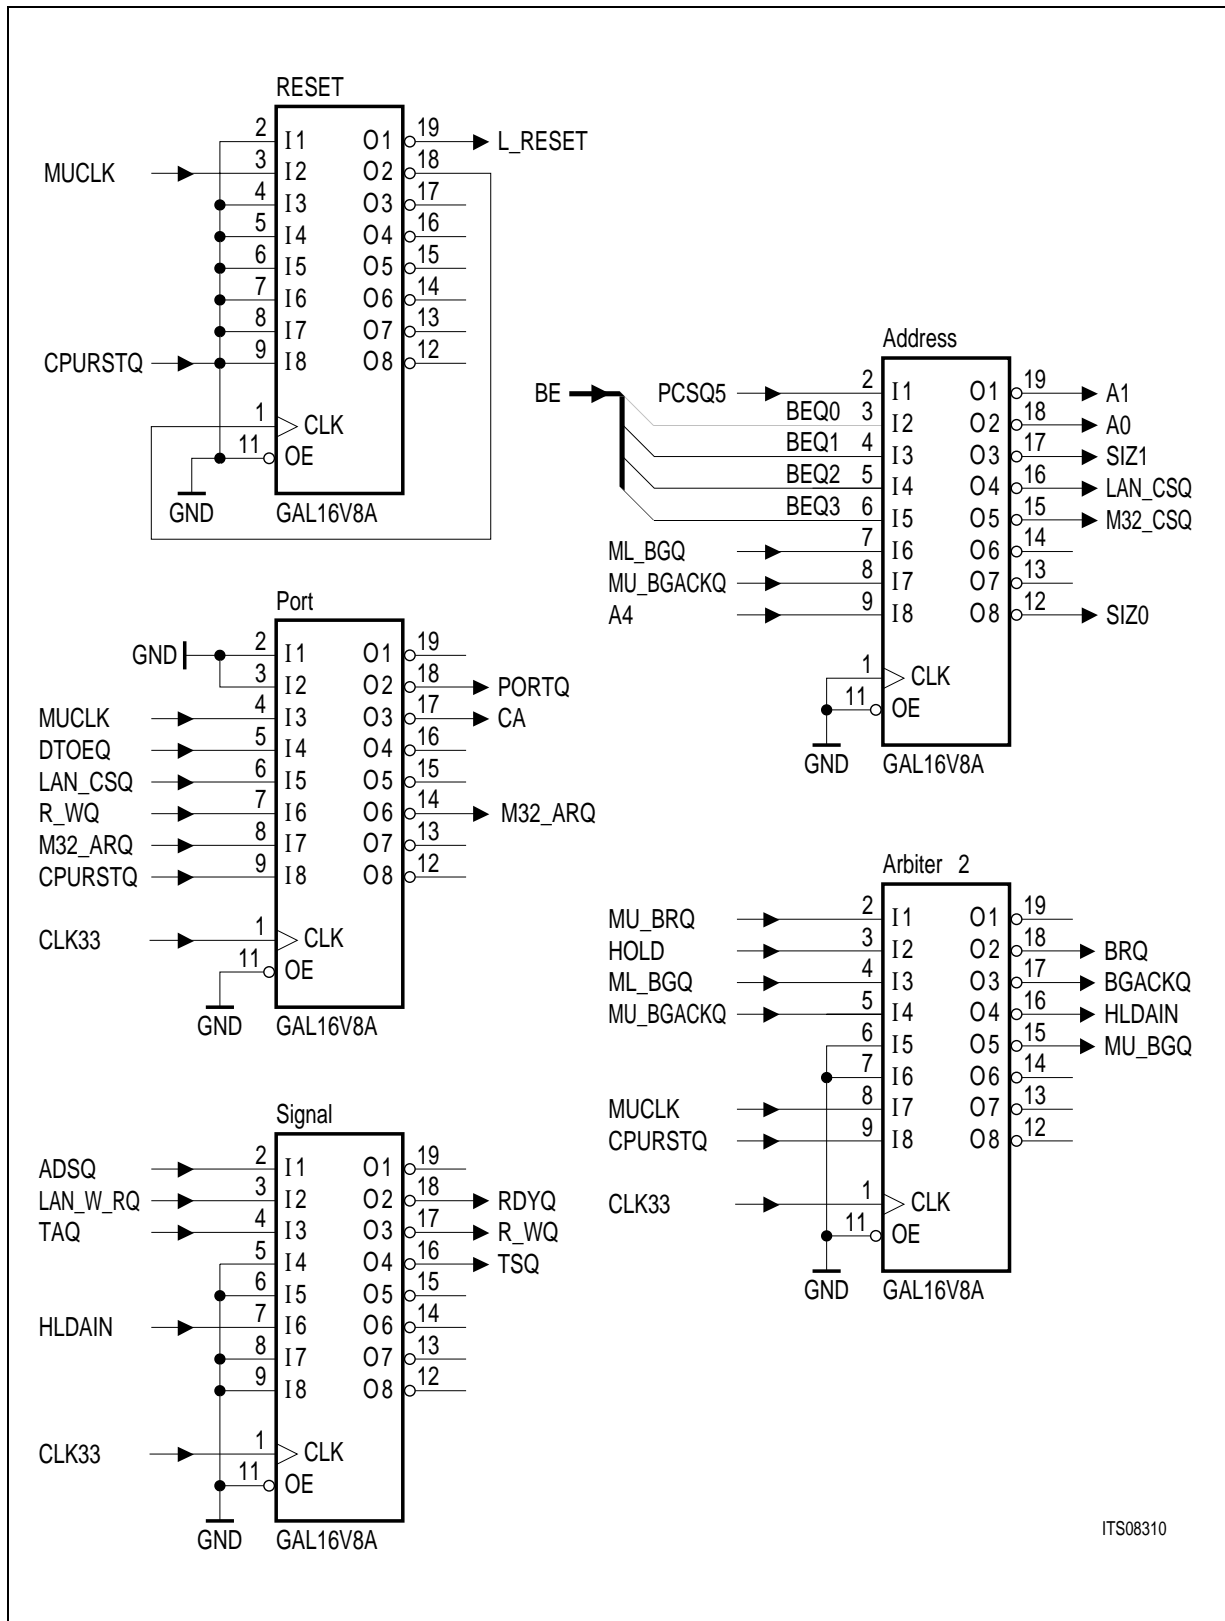 RESET
2 I1 O1 19 L_RESET
MUCLK 3 I2 O2 18
4 I3 O3 17
5 I4 O4 16
6 I5 O5 15
7 I6 O6 14
8 I7 O7 13
CPURSTQ 9 I8 O8 12
1 CLK
11 OE
GND GAL16V8A
Address
BE PCSQ5 2 I1 O1 19 A1
BEQ0 3 I2 O2 18 A0
BEQ1 4 I3 O3 17 SIZ1
BEQ2 5 I4 O4 16 LAN_CSQ
BEQ3 6 I5 O5 15 M32_CSQ
ML_BGQ 7 I6 O6 14
MU_BGACKQ 8 I7 O7 13
A4 9 I8 O8 12 SIZ0
1 CLK
11 OE
GND GAL16V8A
Port
GND 2 I1 O1 19
3 I2 O2 18 PORTQ
MUCLK 4 I3 O3 17 CA
DTOEQ 5 I4 O4 16
LAN_CSQ 6 I5 O5 15
R_WQ 7 I6 O6 14 M32_ARQ
M32_ARQ 8 I7 O7 13
CPURSTQ 9 I8 O8 12
CLK33 1 CLK
11 OE
GND GAL16V8A
Arbiter 2
MU_BRQ 2 I1 O1 19
HOLD 3 I2 O2 18 BRQ
ML_BGQ 4 I3 O3 17 BGACKQ
MU_BGACKQ 5 I4 O4 16 HLDAIN
6 I5 O5 15 MU_BGQ
7 I6 O6 14
MUCLK 8 I7 O7 13
CPURSTQ 9 I8 O8 12
CLK33 1 CLK
11 OE
GND GAL16V8A
Signal
ADSQ 2 I1 O1 19
LAN_W_RQ 3 I2 O2 18 RDYQ
TAQ 4 I3 O3 17 R_WQ
5 I4 O4 16 TSQ
6 I5 O5 15
HLDAIN 7 I6 O6 14
8 I7 O7 13
9 I8 O8 12
CLK33 1 CLK
11 OE
GND GAL16V8A
ITS08310